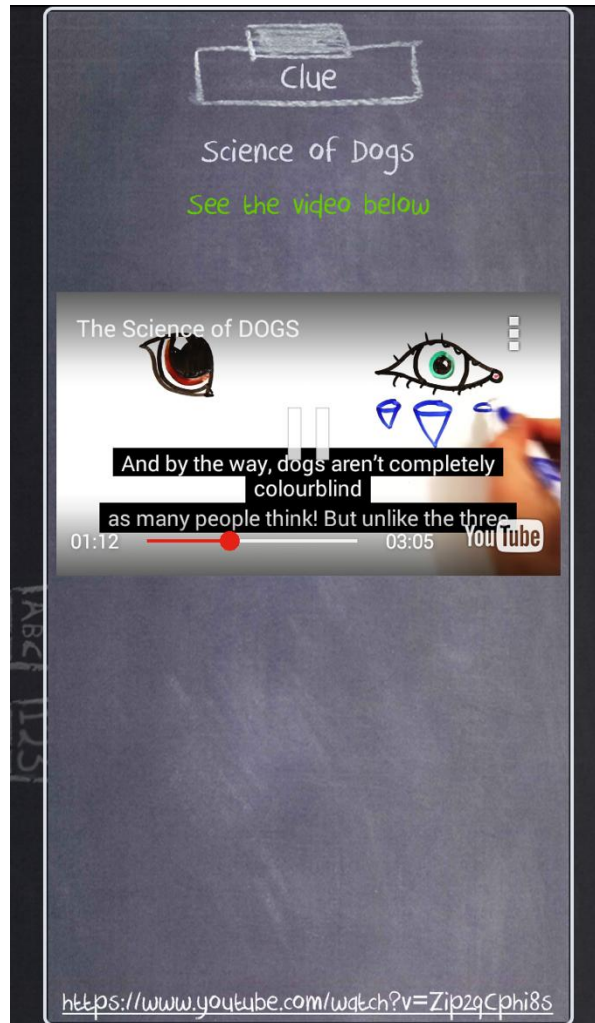 Clue
Science of Dogs
See the video below
The Science of DOGS
And by the way, dogs aren't completely
colourblind
as many people think! But unlike the three
01:12
03:05
YouTube
ABC
123
https://www.youtube.com/watch?v=Zip2qCphi8s